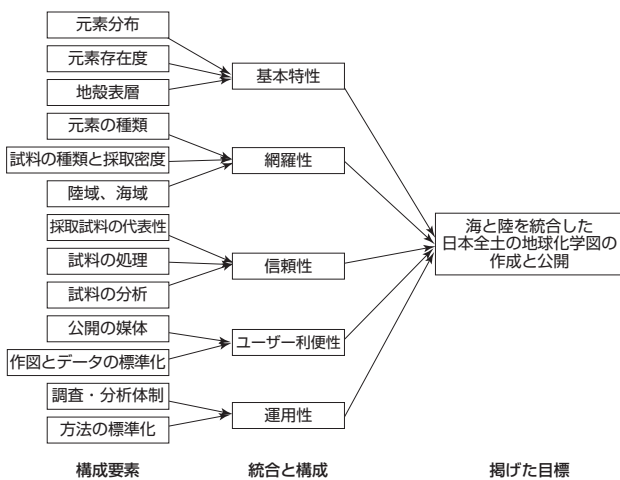 元素分布
元素存在度
地殻表層
元素の種類
試料の種類と採取密度
陸域、海域
採取試料の代表性
試料の処理
試料の分析
公開の媒体
作図とデータの標準化
調査・分析体制
方法の標準化
構成要素
基本特性
網羅性
信頼性
ユーザー利便性
運用性
統合と構成
海と陸を統合した
日本全土の地球化学図の
作成と公開
掲げた目標